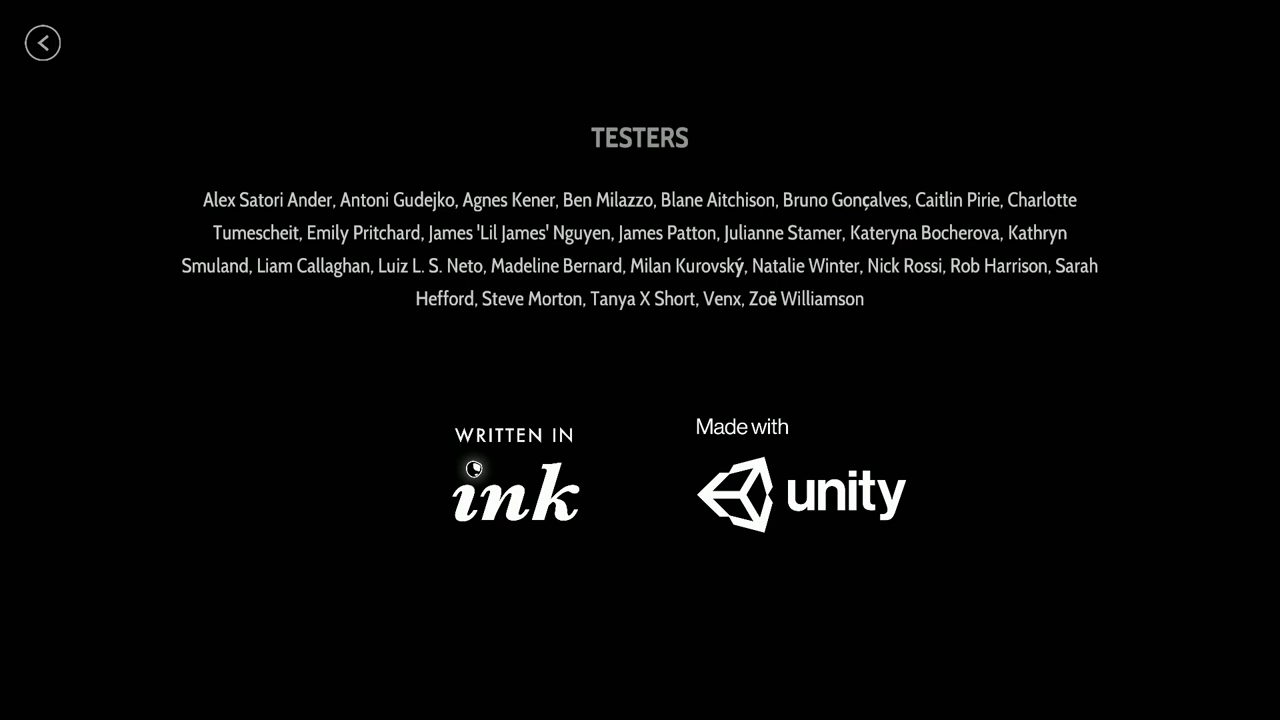 TESTERS
Alex Satori Ander, Antoni Gudejko, Agnes Kener, Ben Milazzo, Blane Aitchison, Bruno Gonçalves, Caitlin Pirie, Charlotte
Tumescheit, Emily Pritchard, James 'Lil James' Nguyen, James Patton, Julianne Stamer, Kateryna Bocherova, Kathryn
Smuland, Liam Callaghan, Luiz L. S. Neto, Madeline Bernard, Milan Kurovský, Natalie Winter, Nick Rossi, Rob Harrison, Sarah
Hefford, Steve Morton, Tanya X Short, Venx, Zoë Williamson
WRITTEN IN
ink
Made with
unity